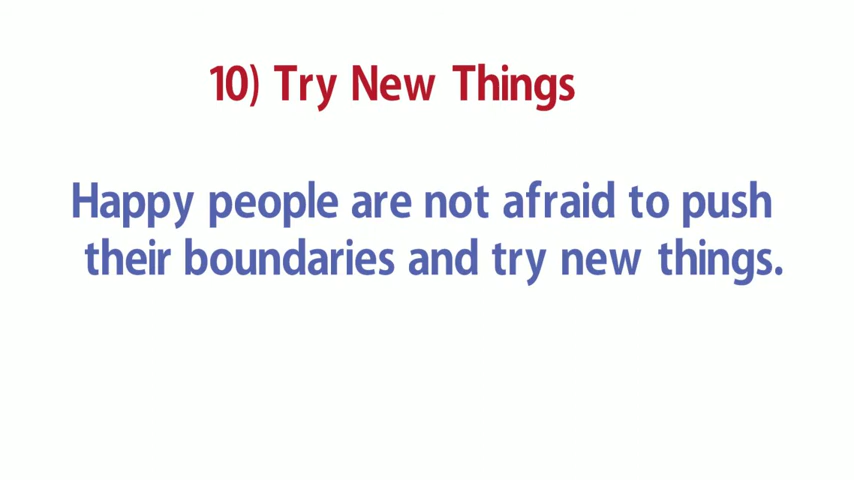 10) Try New Things
Happy people are not afraid to push
their boundaries and try new things.